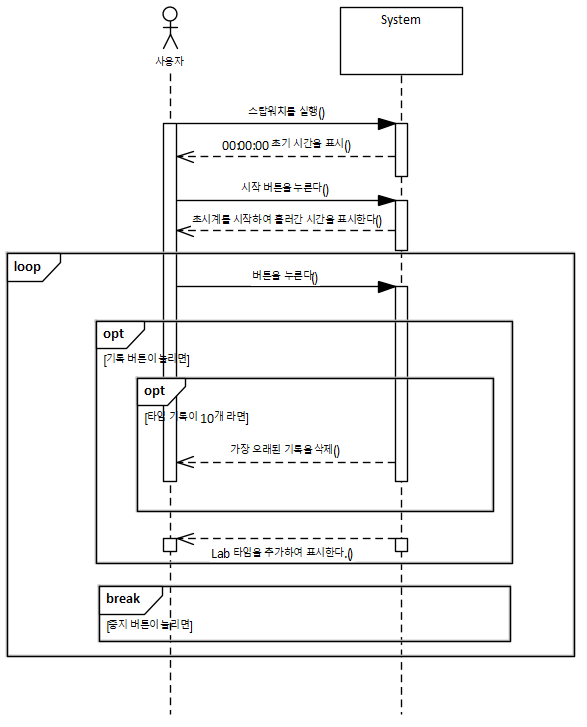 System
사용자
스탑워치를 실행()
00:00:00 초기 시간을 표시()
시작 버튼을 누른다()
초시계를 시작하여 흘러간 시간을 표시한다()
loop
버튼을 누른다()
opt
[기록 버튼이 눌리면]
opt
[타임 기록이 10개 라면]
가장 오래된 기록을 삭제()
Lab 타임을 추가하여 표시한다.()
break
[중지 버튼이 눌리면]